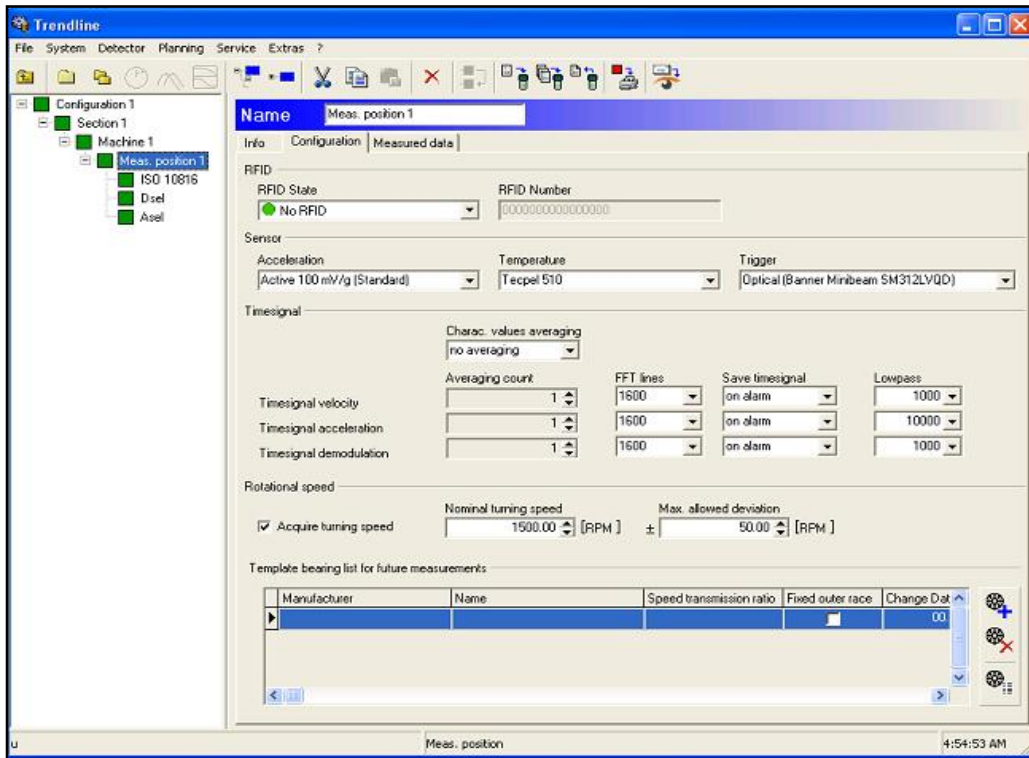 Trendline
File System Detector Planning Service Extras ?
Configuration 1
Section 1
Machine 1
Meas. position 1
ISO 10816
Dsel
Asel
Name Meas. position 1
Info Configuration Measured data
RFID
RFID State RFID Number
No RFID 0000000000000000
Sensor
Acceleration Temperature Trigger
Active 100 mV/g (Standard) Tecpel 510 Optical (Banner Minibeam SM312LVQD)
Timesignal
Charac. values averaging
no averaging
Averaging count FFT lines Save timesignal Lowpass
Timesignal velocity 1 1600 on alarm 1000
Timesignal acceleration 1 1600 on alarm 10000
Timesignal demodulation 1 1600 on alarm 1000
Rotational speed
Nominal turning speed Max. allowed deviation
Acquire turning speed 1500.00 [RPM ] ± 50.00 [RPM ]
Template bearing list for future measurements
Manufacturer Name Speed transmission ratio Fixed outer race Change Dat
00.
u Meas. position 4:54:53 AM